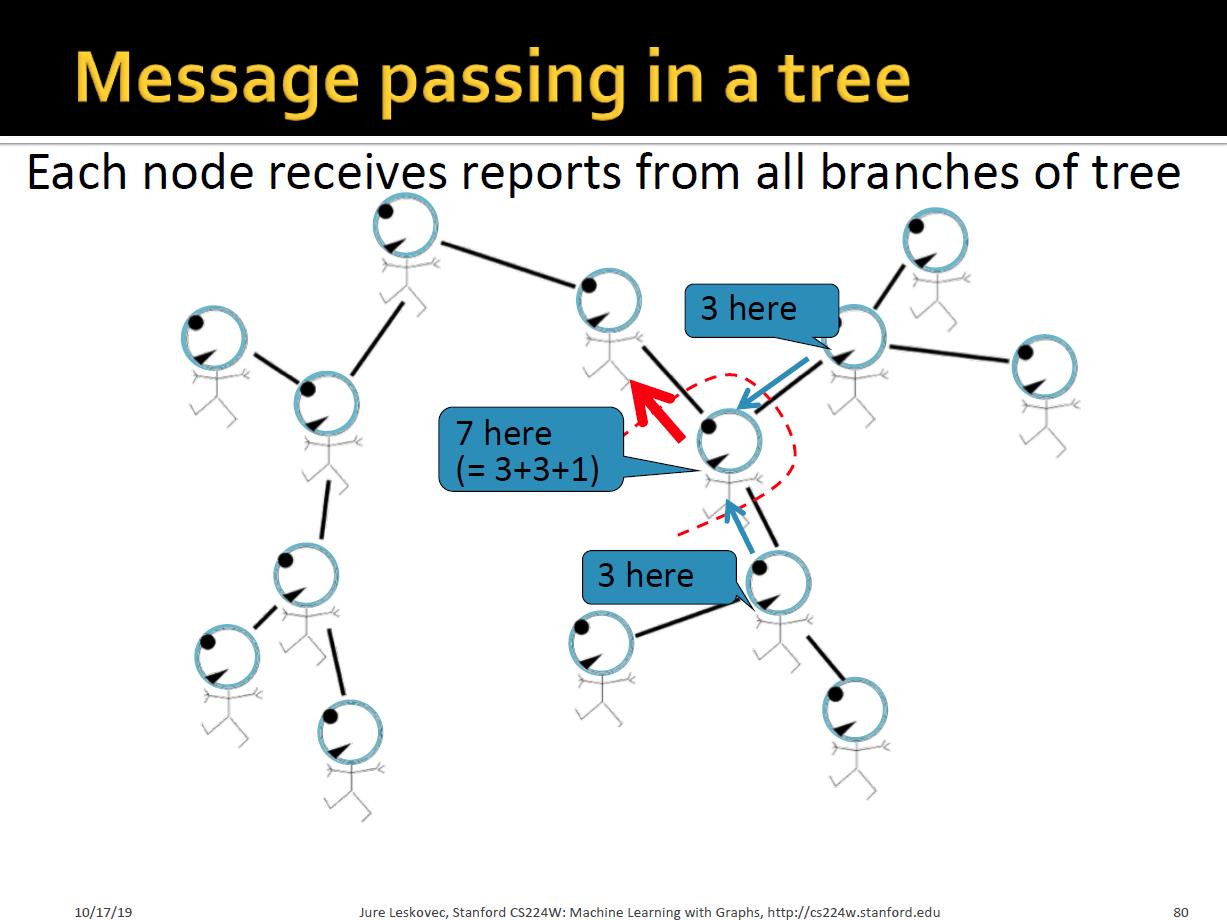 Message passing in a tree
Each node receives reports from all branches of tree
3 here
7 here
(= 3+3+1)
3 here
10/17/19
Jure Leskovec, Stanford CS224W: Machine Learning with Graphs, http://cs224w.stanford.edu
80